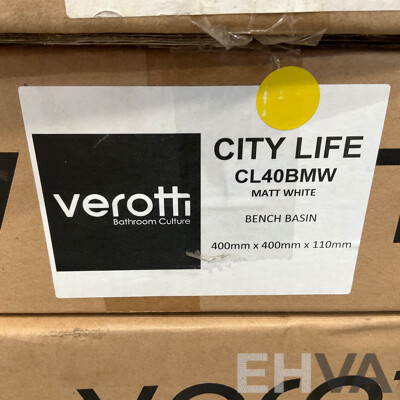 verotti
Bathroom Culture
CITY LIFE
CL40BMW
MATT WHITE
BENCH BASIN
400mm x 400mm x 110mm
EHVA